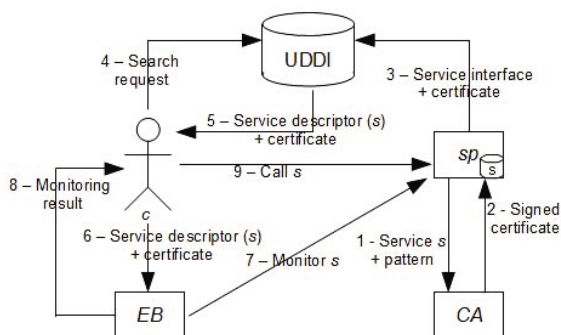 4 – Search
request
UDDI
3 – Service interface
+ certificate
5 – Service descriptor (s)
+ certificate
sp
s
9 – Call s
8 – Monitoring
result
c
2 – Signed
certificate
6 – Service descriptor (s)
+ certificate
7 – Monitor s
1 - Service s
+ pattern
EB
CA